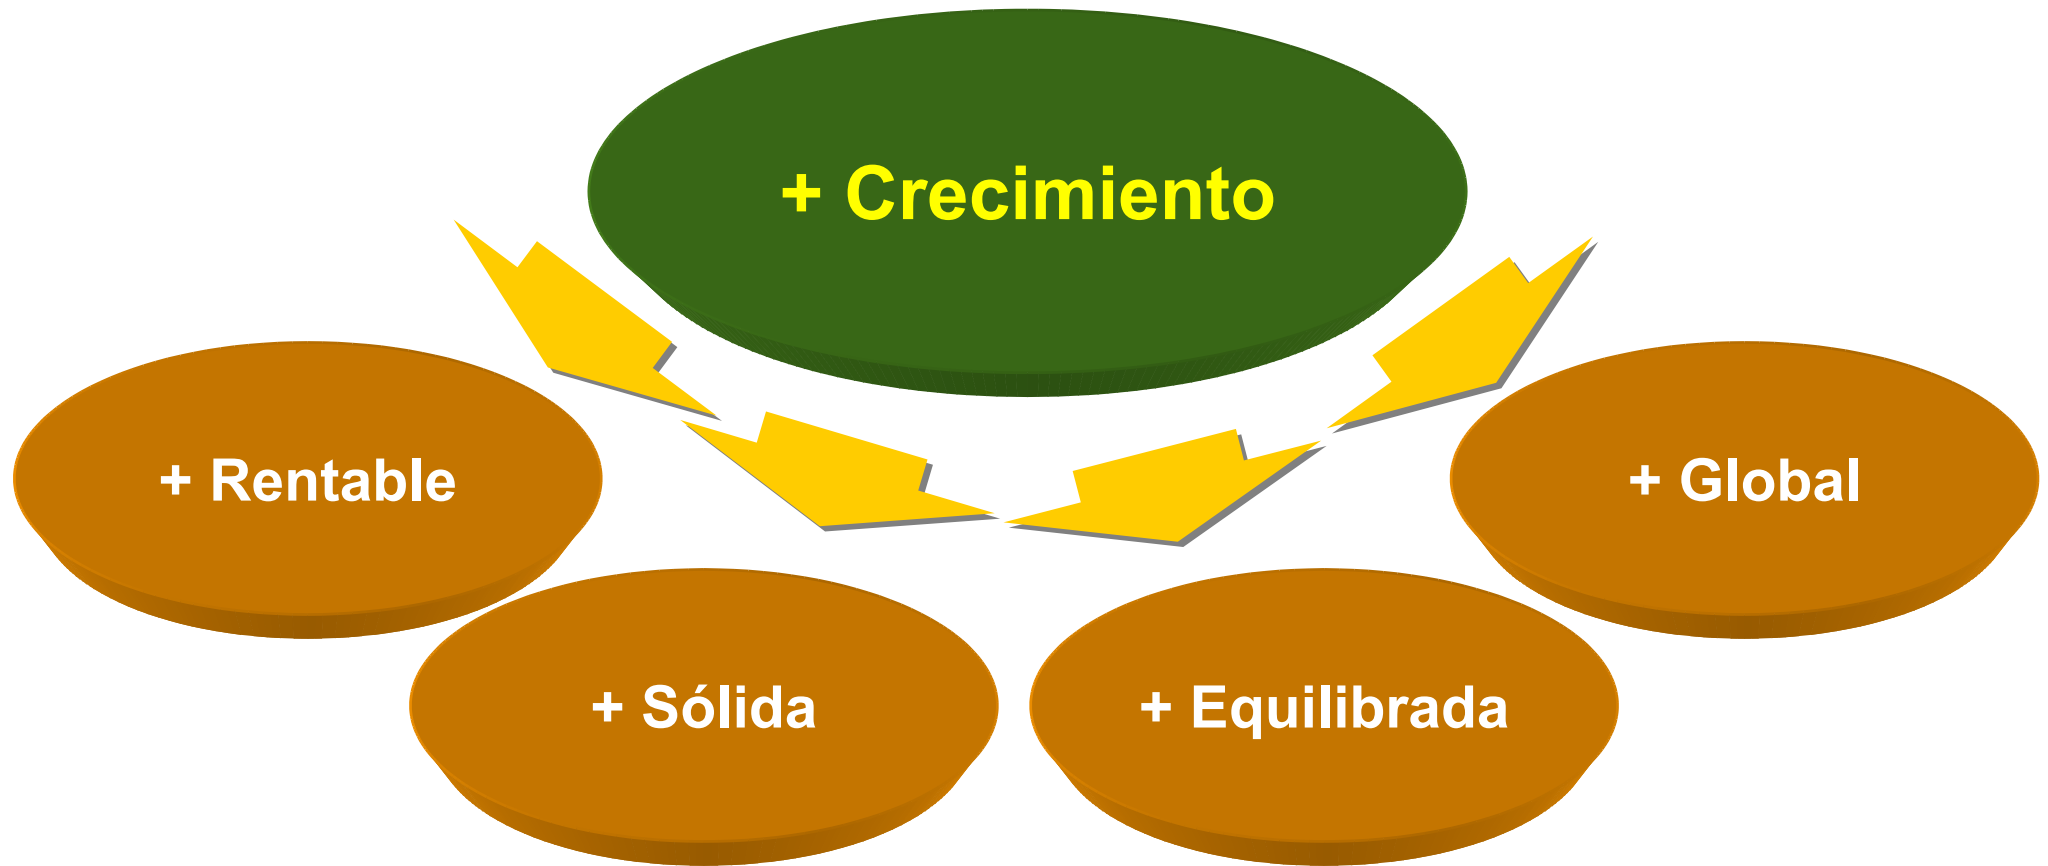 + Crecimiento
+ Rentable
+ Global
+ Sólida
+ Equilibrada